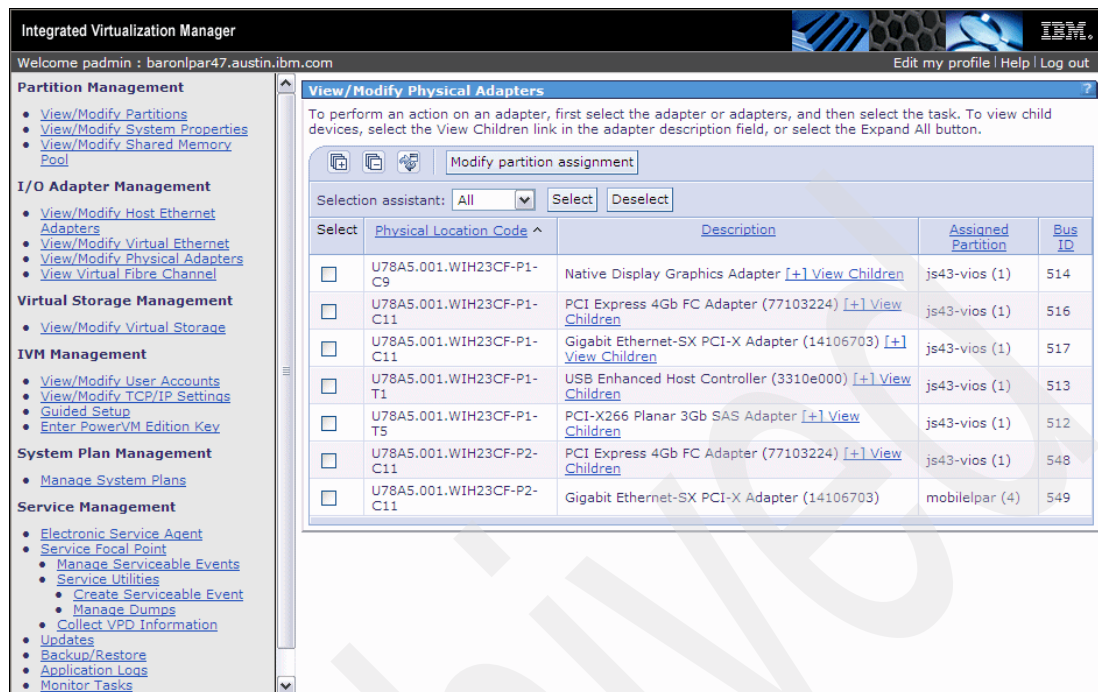 Integrated Virtualization Manager
IBM.
Welcome padmin : baronlpar47.austin.ibm.com
Edit my profile | Help | Log out
Partition Management
View/Modify Partitions
View/Modify System Properties
View/Modify Shared Memory
Pool
I/O Adapter Management
View/Modify Host Ethernet
Adapters
View/Modify Virtual Ethernet
View/Modify Physical Adapters
View Virtual Fibre Channel
Virtual Storage Management
View/Modify Virtual Storage
IVM Management
View/Modify User Accounts
View/Modify TCP/IP Settings
Guided Setup
Enter PowerVM Edition Key
System Plan Management
Manage System Plans
Service Management
Electronic Service Agent
Service Focal Point
Manage Serviceable Events
Service Utilities
Create Serviceable Event
Manage Dumps
Collect VPD Information
Updates
Backup/Restore
Application Logs
Monitor Tasks
View/Modify Physical Adapters
?
To perform an action on an adapter, first select the adapter or adapters, and then select the task. To view child
devices, select the View Children link in the adapter description field, or select the Expand All button.
Modify partition assignment
Selection assistant: All Select Deselect
Select Physical Location Code ^ Description Assigned Partition Bus ID
U78A5.001.WIH23CF-P1-C9 Native Display Graphics Adapter [+] View Children js43-vios (1) 514
U78A5.001.WIH23CF-P1-C11 PCI Express 4Gb FC Adapter (77103224) [+] View Children js43-vios (1) 516
U78A5.001.WIH23CF-P1-C11 Gigabit Ethernet-SX PCI-X Adapter (14106703) [+] View Children js43-vios (1) 517
U78A5.001.WIH23CF-P1-T1 USB Enhanced Host Controller (3310e000) [+] View Children js43-vios (1) 513
U78A5.001.WIH23CF-P1-T5 PCI-X266 Planar 3Gb SAS Adapter [+] View Children js43-vios (1) 512
U78A5.001.WIH23CF-P2-C11 PCI Express 4Gb FC Adapter (77103224) [+] View Children js43-vios (1) 548
U78A5.001.WIH23CF-P2-C11 Gigabit Ethernet-SX PCI-X Adapter (14106703) mobilelpar (4) 549